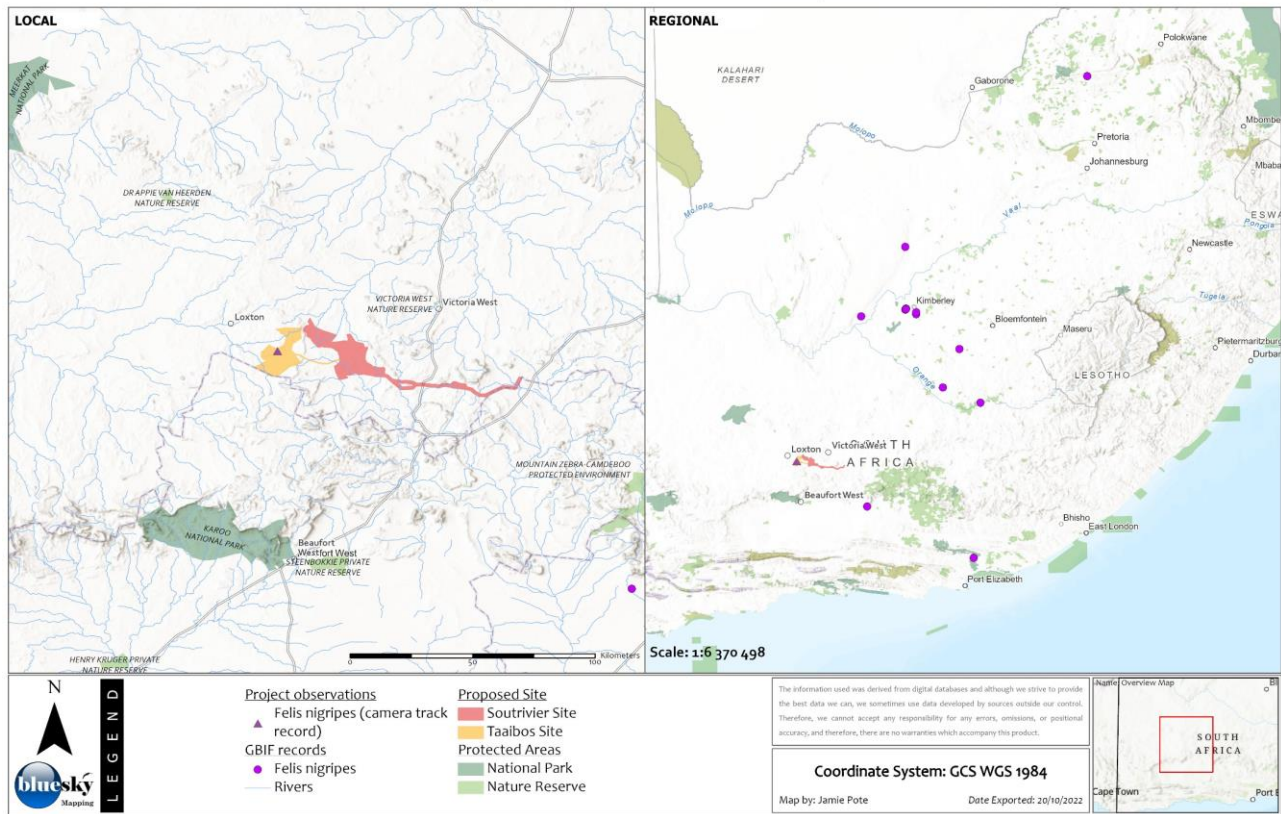 LOCAL
MEERKAT
NATIONAL PARK
DR APPIE VAN HEERDEN
NATURE RESERVE
VICTORIA WEST
NATURE RESERVE
Victoria West
Loxton
MOUNTAIN ZEBRA-CAMDEBOO
PROTECTED ENVIRONMENT
KAROO
NATIONAL PARK
Beaufort
West
fort West
STEENBOKKIE PRIVATE
NATURE RESERVE
HENRY KRUGER PRIVATE
NATURE RESERVE
0 50 100
Kilometers
REGIONAL
Polokwane
KALAHARI
DESERT
Gaborone
Molopo
Mbombe
Pretoria
Johannesburg
Mbaba
Molopo
Vaal
ESWA
Pongola
Newcastle
Kimberley
Tugela
Bloemfontein
Maseru
Pietermaritzburg
Durban
LESOTHO
Orange
Loxton
Victoria West
TH
AFRICA
Beaufort West
Bhisho
East London
Port Elizabeth
Scale: 1:6 370 498
N
bluesky
Mapping
LEGEND
Project observations
Felis nigripes (camera track
record)
GBIF records
Felis nigripes
Rivers
Proposed Site
Soutrivier Site
Taaibos Site
Protected Areas
National Park
Nature Reserve
The information used was derived from digital databases and although we strive to provide
the best data we can, we sometimes use data developed by sources outside our control.
Therefore, we cannot accept any responsibility for any errors, omissions, or positional
accuracy, and therefore, there are no warranties which accompany this product.
Coordinate System: GCS WGS 1984
Map by: Jamie Pote
Date Exported: 20/10/2022
Name: Overview Map
Bl
SOUTH
AFRICA
Cape Town
Port E